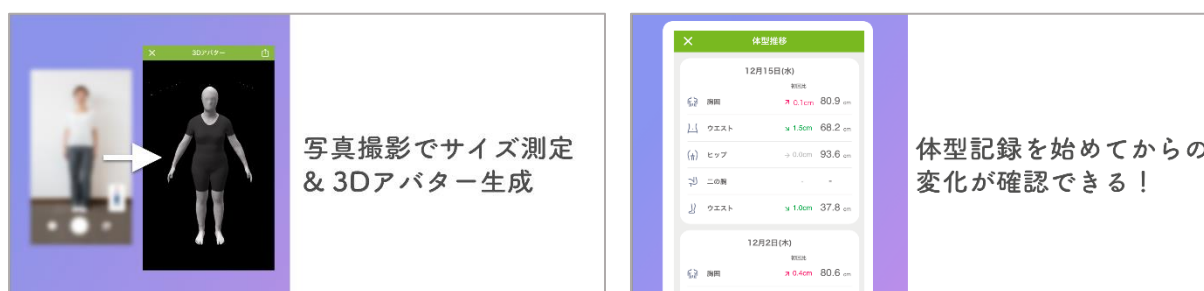 3Dアバター
写真撮影でサイズ測定
& 3Dアバター生成
体型推移
12月15日(水)
初回比
胸囲 0.1cm 80.9 cm
ウエスト 1.5cm 68.2 cm
ヒップ 0.0cm 93.6 cm
二の腕 - -
ウエスト 1.0cm 37.8 cm
12月2日(木)
初回比
胸囲 0.4cm 80.6 cm
体型記録を始めてからの
変化が確認できる！